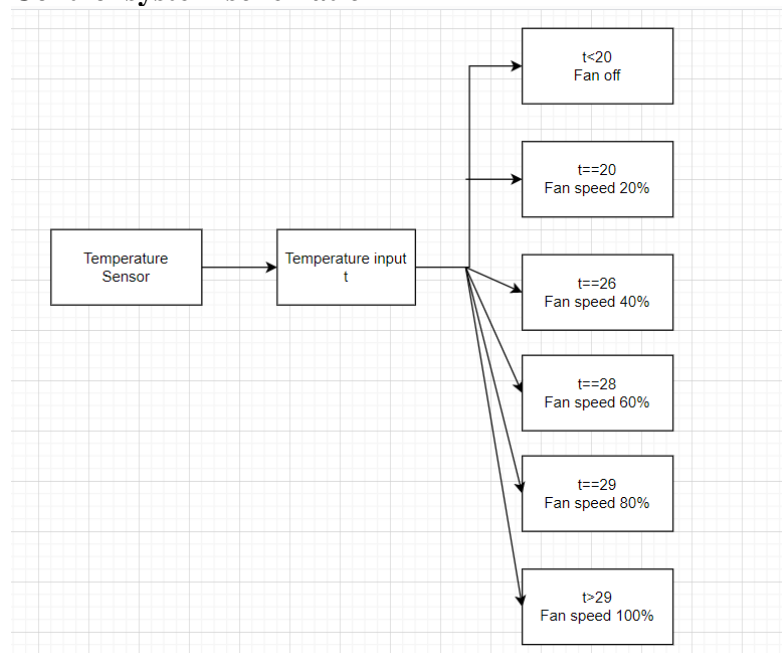 Temperature
Sensor
Temperature input
t
t<20
Fan off
t==20
Fan speed 20%
t==26
Fan speed 40%
t==28
Fan speed 60%
t==29
Fan speed 80%
t>29
Fan speed 100%